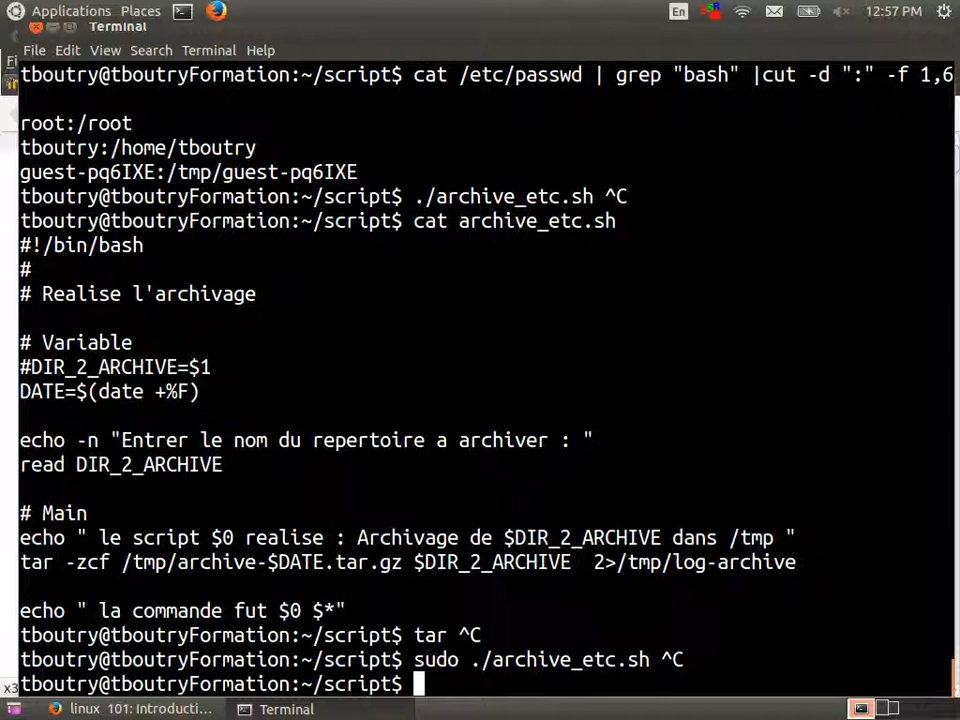 Applications Places En 12:57 PM
Terminal
File Edit View Search Terminal Help
tboutry@tboutryFormation:~/script$ cat /etc/passwd | grep "bash" |cut -d ":" -f 1,6
root:/root
tboutry:/home/tboutry
guest-pq6IXE:/tmp/guest-pq6IXE
tboutry@tboutryFormation:~/script$ ./archive_etc.sh ^C
tboutry@tboutryFormation:~/script$ cat archive_etc.sh
#!/bin/bash
#
# Realise l'archivage
# Variable
#DIR_2_ARCHIVE=$1
DATE=$(date +%F)
echo -n "Entrer le nom du repertoire a archiver : "
read DIR_2_ARCHIVE
# Main
echo " le script $0 realise : Archivage de $DIR_2_ARCHIVE dans /tmp "
tar -zcf /tmp/archive-$DATE.tar.gz $DIR_2_ARCHIVE  2>/tmp/log-archive
echo " la commande fut $0 $*"
tboutry@tboutryFormation:~/script$ tar ^C
tboutry@tboutryFormation:~/script$ sudo ./archive_etc.sh ^C
tboutry@tboutryFormation:~/script$
linux_101: Introducti... Terminal